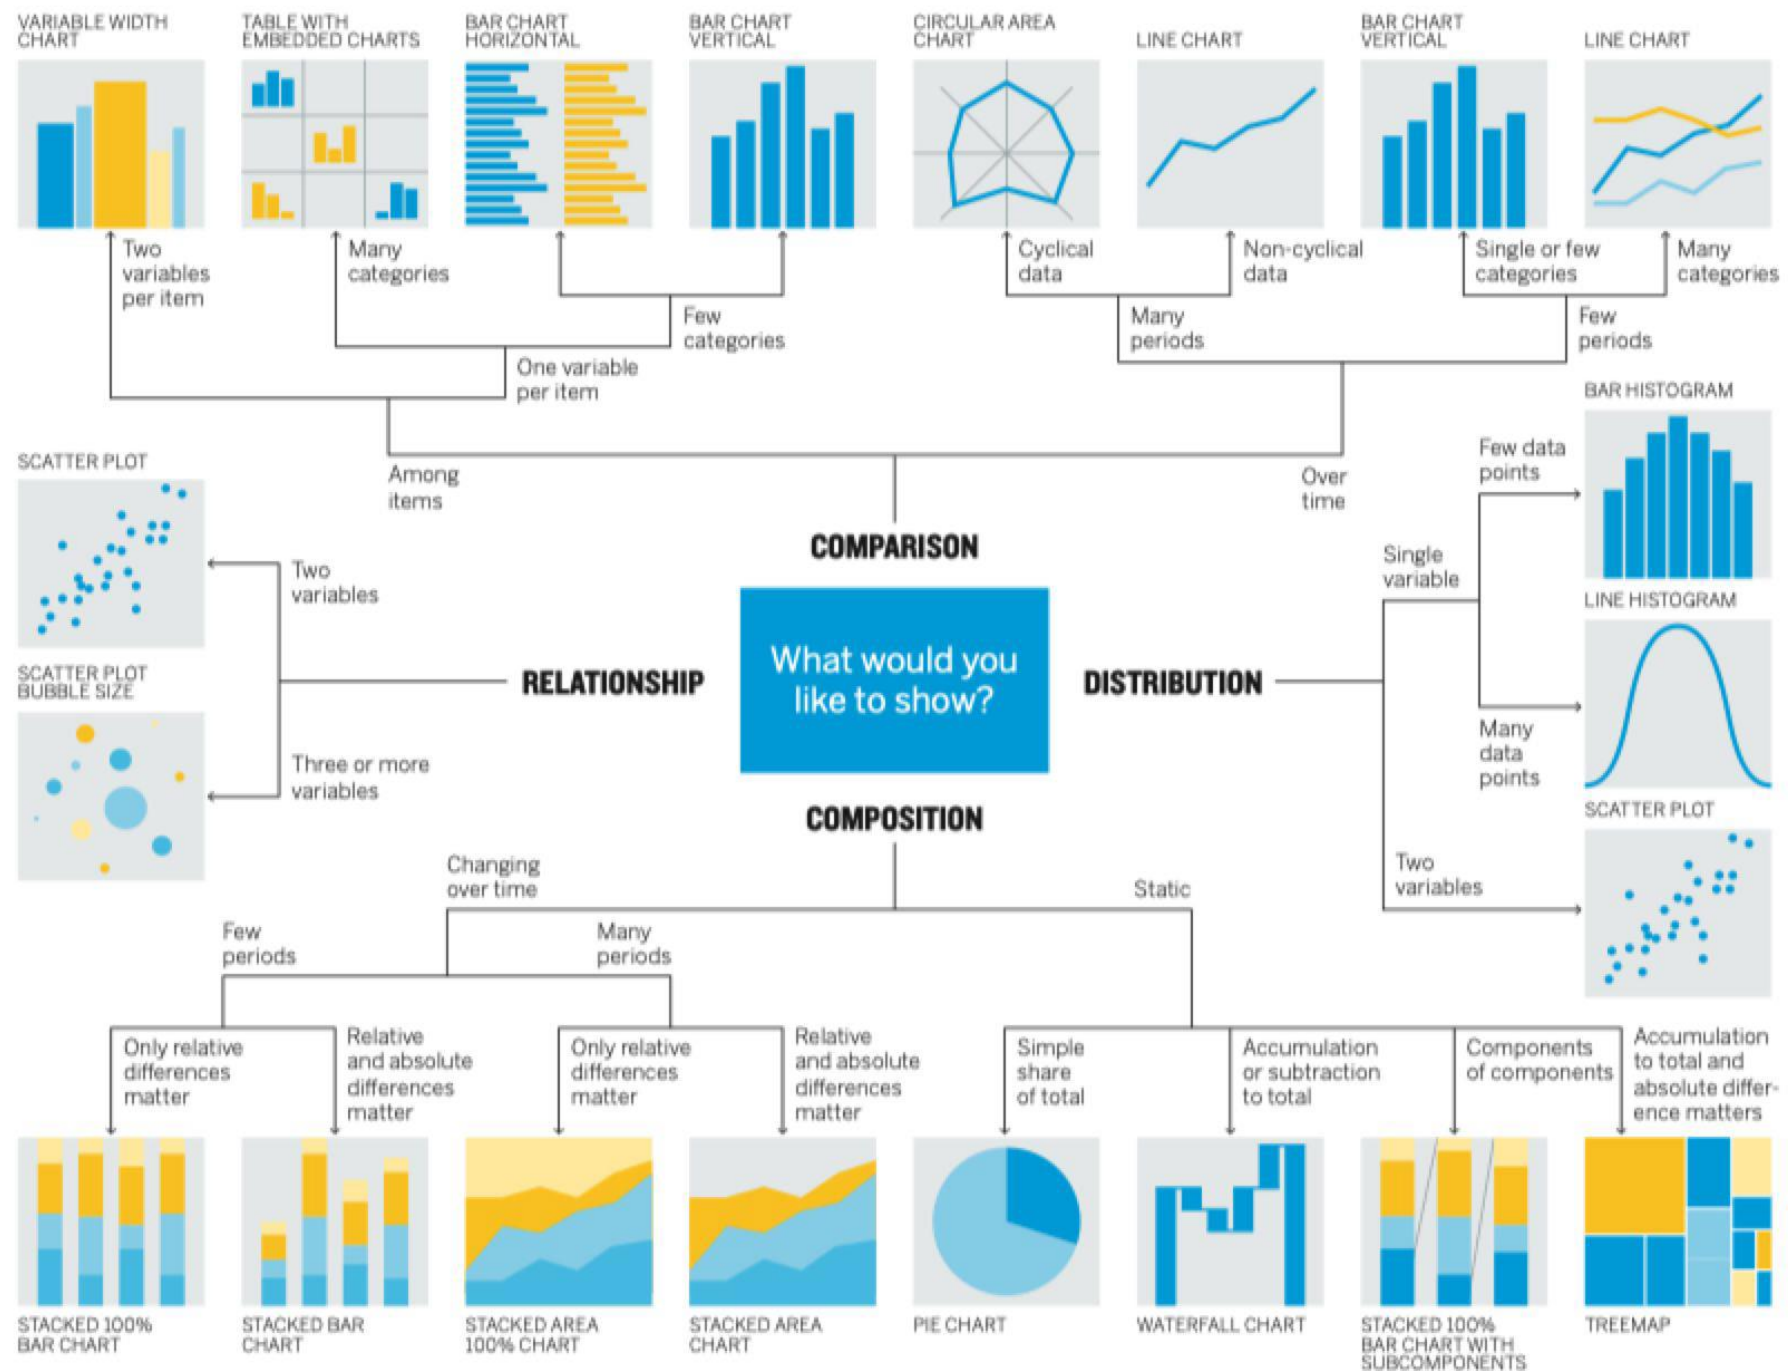 VARIABLE WIDTH
CHART
TABLE WITH
EMBEDDED CHARTS
BAR CHART
HORIZONTAL
BAR CHART
VERTICAL
CIRCULAR AREA
CHART
LINE CHART
BAR CHART
VERTICAL
LINE CHART
Two
variables
per item
Many
categories
Few
categories
One variable
per item
Cyclical
data
Non-cyclical
data
Many
periods
Single or few
categories
Many
categories
Few
periods
Among
items
Over
time
COMPARISON
SCATTER PLOT
Two
variables
SCATTER PLOT
BUBBLE SIZE
Three or more
variables
RELATIONSHIP
What would you
like to show?
DISTRIBUTION
Single
variable
Few data
points
BAR HISTOGRAM
LINE HISTOGRAM
Many
data
points
SCATTER PLOT
Two
variables
COMPOSITION
Changing
over time
Static
Few
periods
Many
periods
Only relative
differences
matter
Relative
and absolute
differences
matter
Only relative
differences
matter
Relative
and absolute
differences
matter
Simple
share
of total
Accumulation
or subtraction
to total
Components
of components
Accumulation
to total and
absolute differ-
ence matters
STACKED 100%
BAR CHART
STACKED BAR
CHART
STACKED AREA
100% CHART
STACKED AREA
CHART
PIE CHART
WATERFALL CHART
STACKED 100%
BAR CHART WITH
SUBCOMPONENTS
TREEMAP